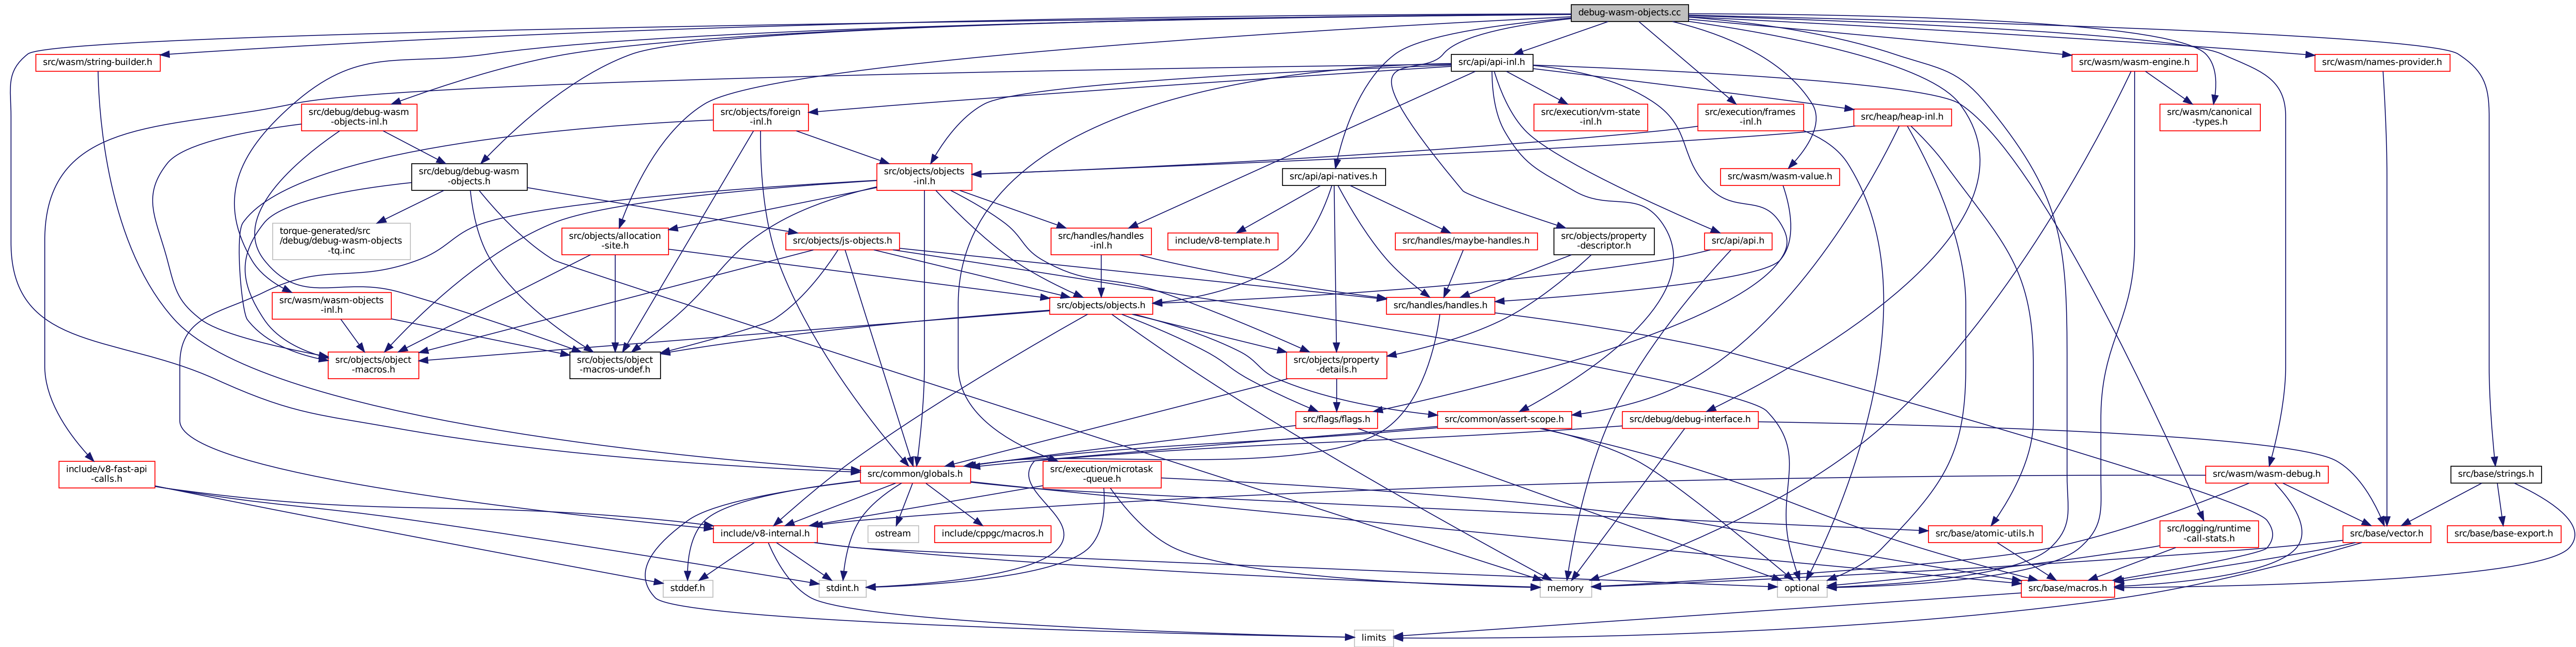 debug-wasm-objects.cc
src/wasm/string-builder.h
src/api/api-inl.h
src/wasm/wasm-engine.h
src/wasm/names-provider.h
src/debug/debug-wasm
-objects-inl.h
src/objects/foreign
-inl.h
src/execution/vm-state
-inl.h
src/execution/frames
-inl.h
src/heap/heap-inl.h
src/wasm/canonical
-types.h
src/debug/debug-wasm
-objects.h
src/objects/objects
-inl.h
src/api/api-natives.h
src/wasm/wasm-value.h
torque-generated/src
/debug/debug-wasm-objects
-tq.inc
src/objects/allocation
-site.h
src/objects/js-objects.h
src/handles/handles
-inl.h
include/v8-template.h
src/handles/maybe-handles.h
src/objects/property
-descriptor.h
src/api/api.h
src/wasm/wasm-objects
-inl.h
src/objects/objects.h
src/handles/handles.h
src/objects/object
-macros.h
src/objects/object
-macros-undef.h
src/objects/property
-details.h
src/flags/flags.h
src/common/assert-scope.h
src/debug/debug-interface.h
include/v8-fast-api
-calls.h
src/common/globals.h
src/execution/microtask
-queue.h
src/wasm/wasm-debug.h
src/base/strings.h
include/v8-internal.h
ostream
include/cppgc/macros.h
src/base/atomic-utils.h
src/logging/runtime
-call-stats.h
src/base/vector.h
src/base/base-export.h
stddef.h
stdint.h
memory
optional
src/base/macros.h
limits